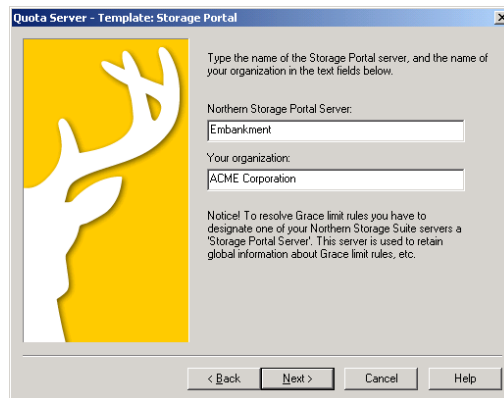 Quota Server - Template: Storage Portal
Type the name of the Storage Portal server, and the name of
your organization in the text fields below.
Northern Storage Portal Server:
Embankment
Your organization:
ACME Corporation
Notice! To resolve Grace limit rules you have to
designate one of your Northern Storage Suite servers a
'Storage Portal Server'. This server is used to retain
global information about Grace limit rules, etc.
< Back Next > Cancel Help